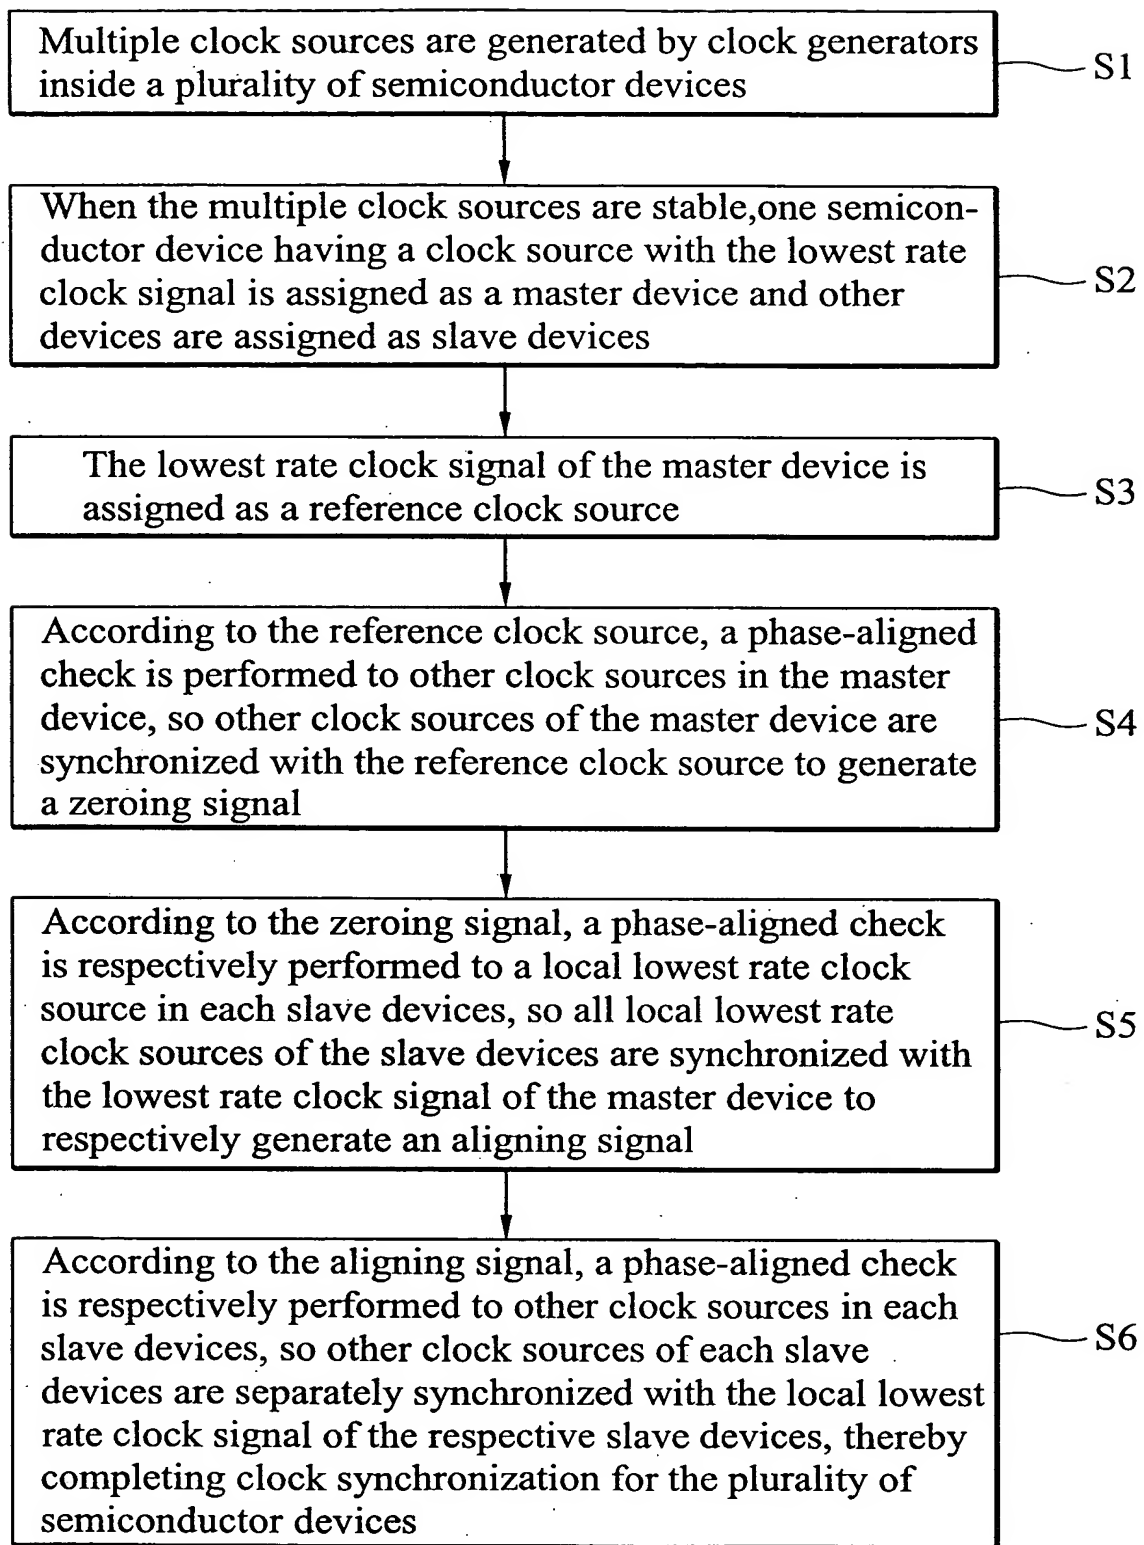 Multiple clock sources are generated by clock generators
inside a plurality of semiconductor devices
S1
When the multiple clock sources are stable,one semicon-
ductor device having a clock source with the lowest rate
clock signal is assigned as a master device and other
devices are assigned as slave devices
S2
The lowest rate clock signal of the master device is
assigned as a reference clock source
S3
According to the reference clock source, a phase-aligned
check is performed to other clock sources in the master
device, so other clock sources of the master device are
synchronized with the reference clock source to generate
a zeroing signal
S4
According to the zeroing signal, a phase-aligned check
is respectively performed to a local lowest rate clock
source in each slave devices, so all local lowest rate
clock sources of the slave devices are synchronized with
the lowest rate clock signal of the master device to
respectively generate an aligning signal
S5
According to the aligning signal, a phase-aligned check
is respectively performed to other clock sources in each
slave devices, so other clock sources of each slave
devices are separately synchronized with the local lowest
rate clock signal of the respective slave devices, thereby
completing clock synchronization for the plurality of
semiconductor devices
S6